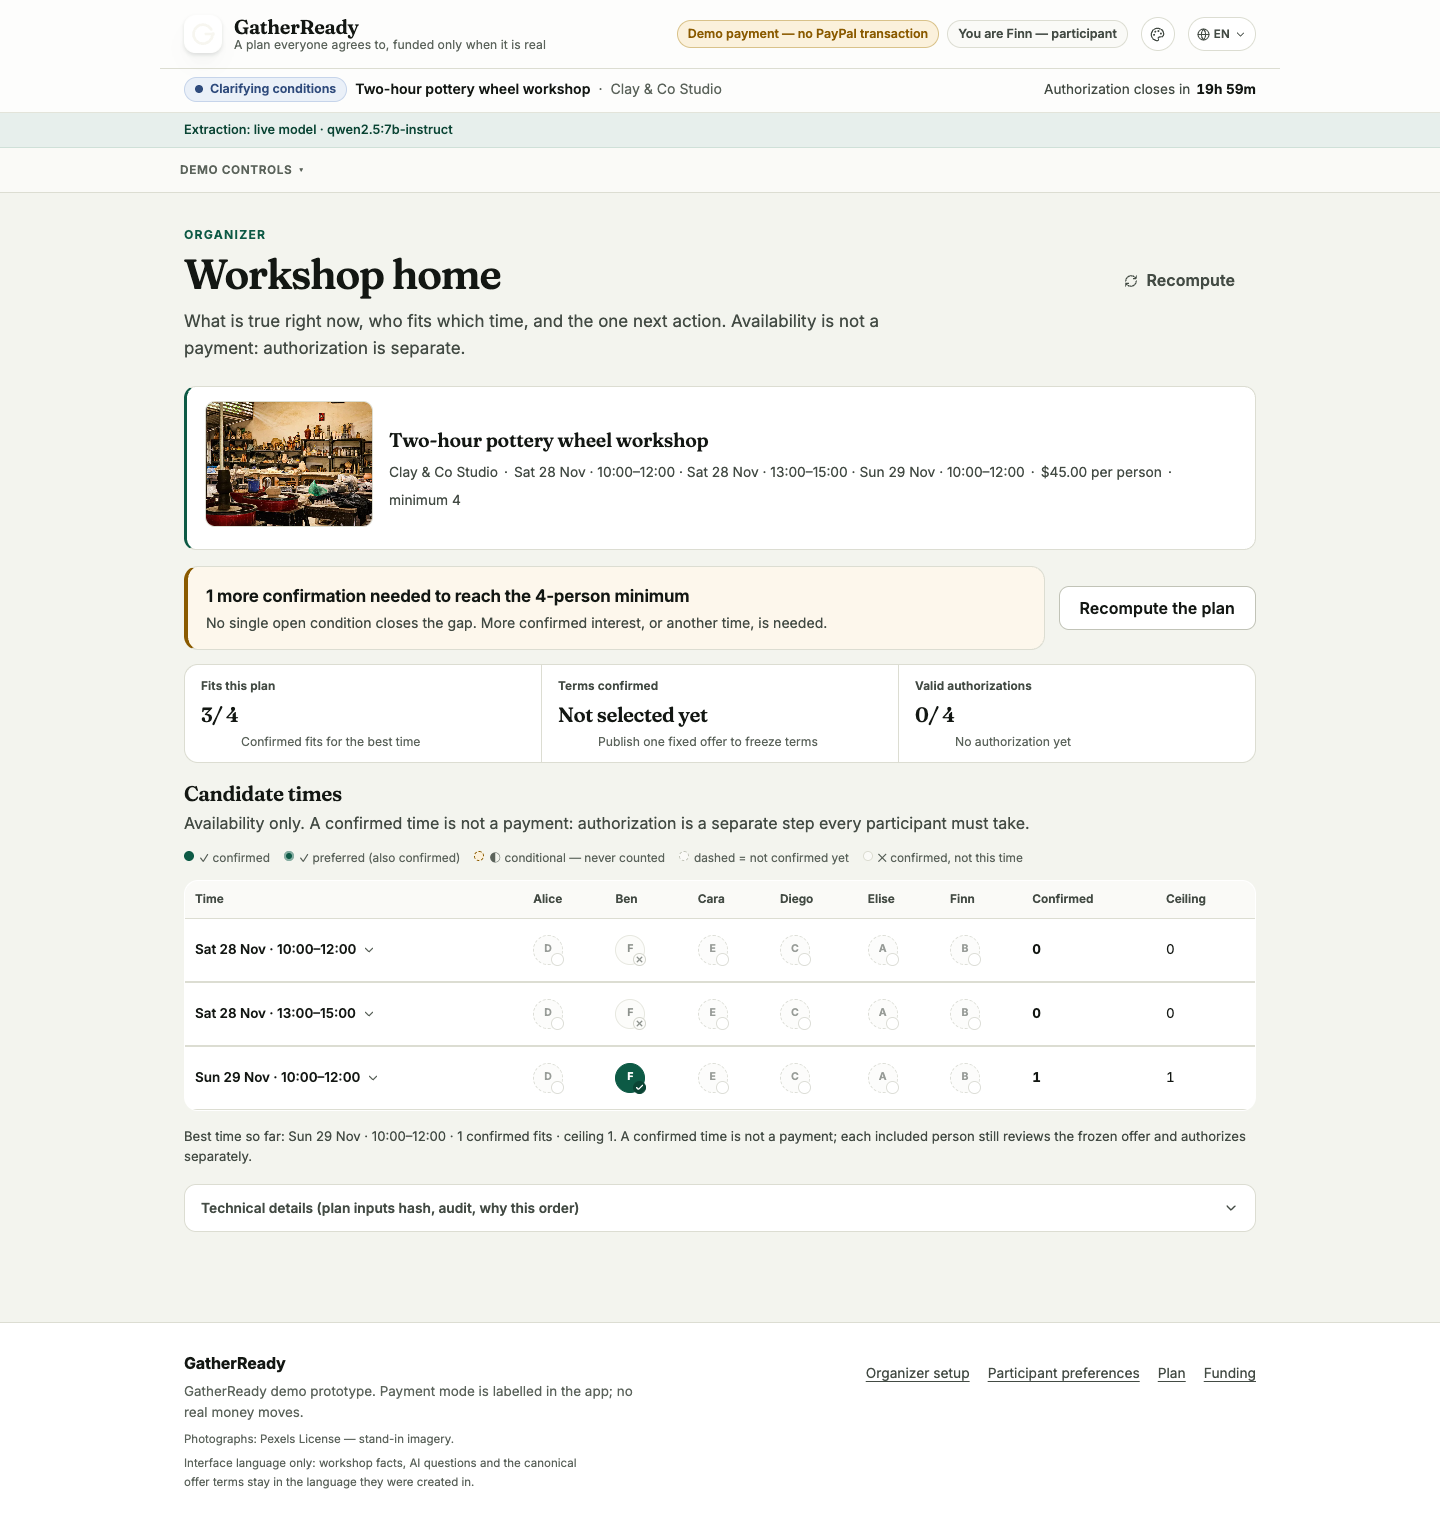 GatherReady
A plan everyone agrees to, funded only when it is real
Demo payment — no PayPal transaction
You are Finn — participant
EN
Clarifying conditions
Two-hour pottery wheel workshop · Clay & Co Studio
Authorization closes in 19h 59m
Extraction: live model · qwen2.5:7b-instruct
DEMO CONTROLS
ORGANIZER
Workshop home
Recompute
What is true right now, who fits which time, and the one next action. Availability is not a
payment: authorization is separate.
Two-hour pottery wheel workshop
Clay & Co Studio · Sat 28 Nov · 10:00–12:00 · Sat 28 Nov · 13:00–15:00 · Sun 29 Nov · 10:00–12:00 · $45.00 per person ·
minimum 4
1 more confirmation needed to reach the 4-person minimum
No single open condition closes the gap. More confirmed interest, or another time, is needed.
Recompute the plan
Fits this plan
3/ 4
Confirmed fits for the best time
Terms confirmed
Not selected yet
Publish one fixed offer to freeze terms
Valid authorizations
0/ 4
No authorization yet
Candidate times
Availability only. A confirmed time is not a payment: authorization is a separate step every participant must take.
✓ confirmed ✓ preferred (also confirmed) ◐ conditional — never counted dashed = not confirmed yet ✕ confirmed, not this time
Time Alice Ben Cara Diego Elise Finn Confirmed Ceiling
Sat 28 Nov · 10:00–12:00 D F E C A B 0 0
Sat 28 Nov · 13:00–15:00 D F E C A B 0 0
Sun 29 Nov · 10:00–12:00 D F E C A B 1 1
Best time so far: Sun 29 Nov · 10:00–12:00 · 1 confirmed fits · ceiling 1. A confirmed time is not a payment; each included person still reviews the frozen offer and authorizes
separately.
Technical details (plan inputs hash, audit, why this order)
GatherReady
GatherReady demo prototype. Payment mode is labelled in the app; no
real money moves.
Photographs: Pexels License — stand-in imagery.
Interface language only: workshop facts, AI questions and the canonical
offer terms stay in the language they were created in.
Organizer setup Participant preferences Plan Funding